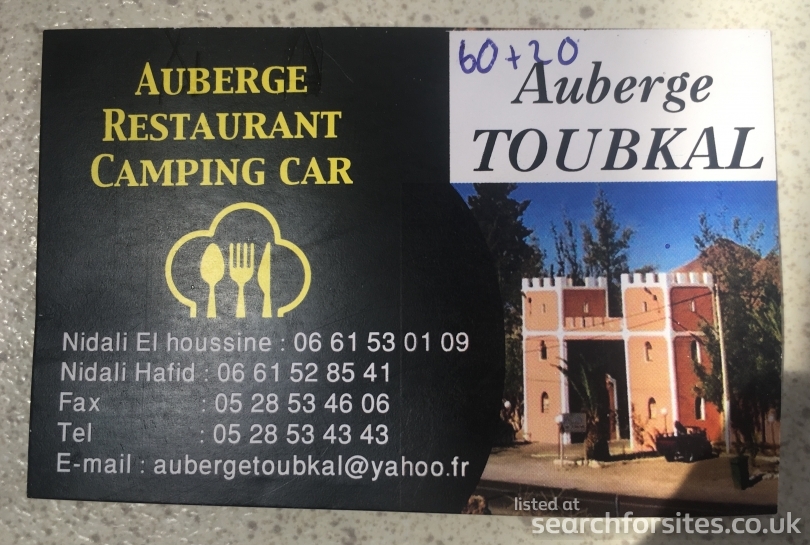 AUBERGE
RESTAURANT
CAMPING CAR
Nidali El houssine : 06 61 53 01 09
Nidali Hafid : 06 61 52 85 41
Fax : 05 28 53 46 06
Tel : 05 28 53 43 43
E-mail : aubergetoubkal@yahoo.fr
60+20
Auberge
TOUBKAL
listed at
searchforsites.co.uk